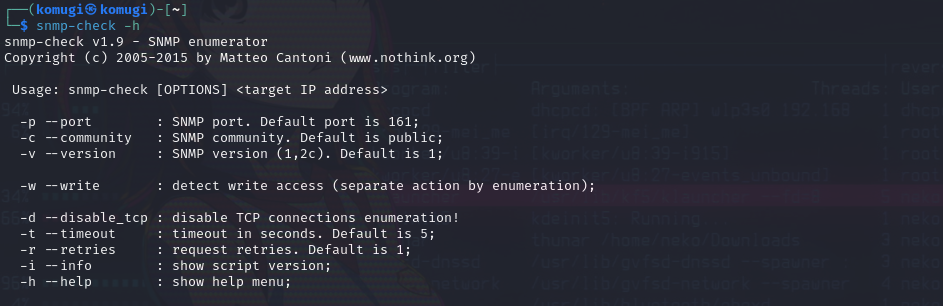 (komugi㉿komugi)-[~]
$ snmp-check -h
snmp-check v1.9 - SNMP enumerator
Copyright (c) 2005-2015 by Matteo Cantoni (www.nothink.org)
Usage: snmp-check [OPTIONS] <target IP address>
-p --port : SNMP port. Default port is 161;
-c --community : SNMP community. Default is public;
-v --version : SNMP version (1,2c). Default is 1;
-w --write : detect write access (separate action by enumeration);
-d --disable_tcp : disable TCP connections enumeration!
-t --timeout : timeout in seconds. Default is 5;
-r --retries : request retries. Default is 1;
-i --info : show script version;
-h --help : show help menu;